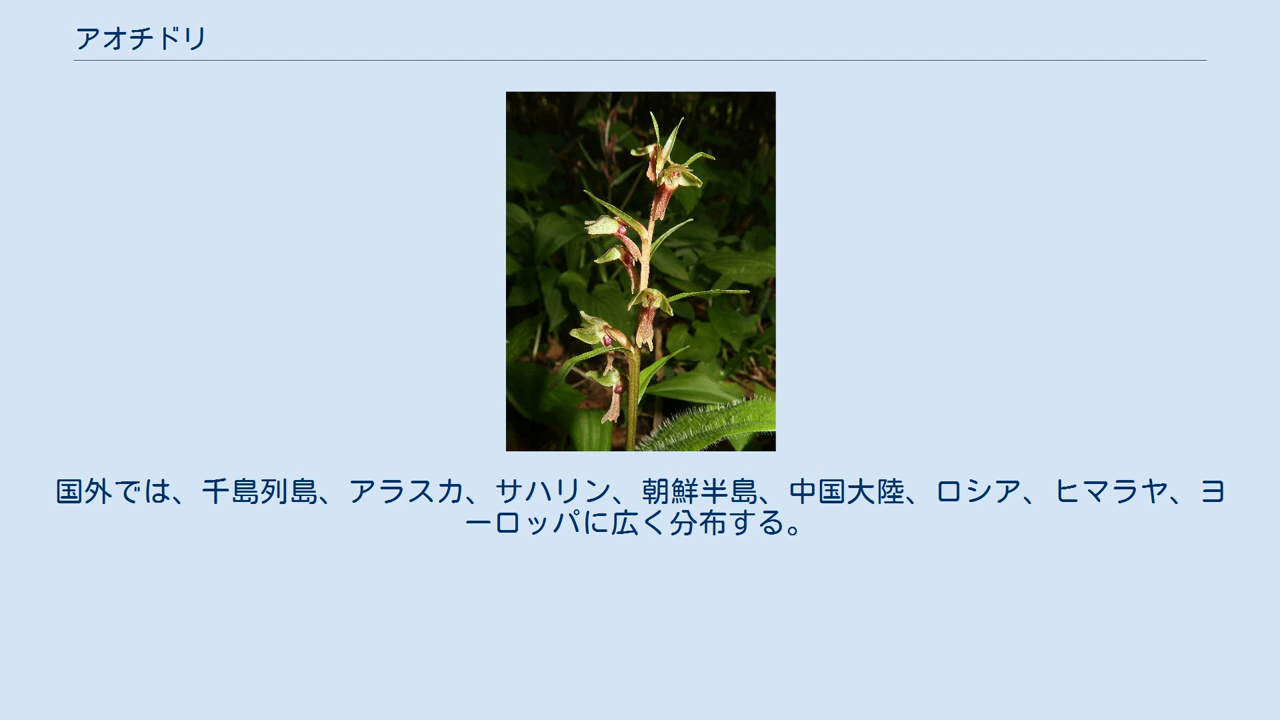 アオチドリ
国外では、千島列島、アラスカ、サハリン、朝鮮半島、中国大陸、ロシア、ヒマラヤ、ヨ
ーロッパに広く分布する。